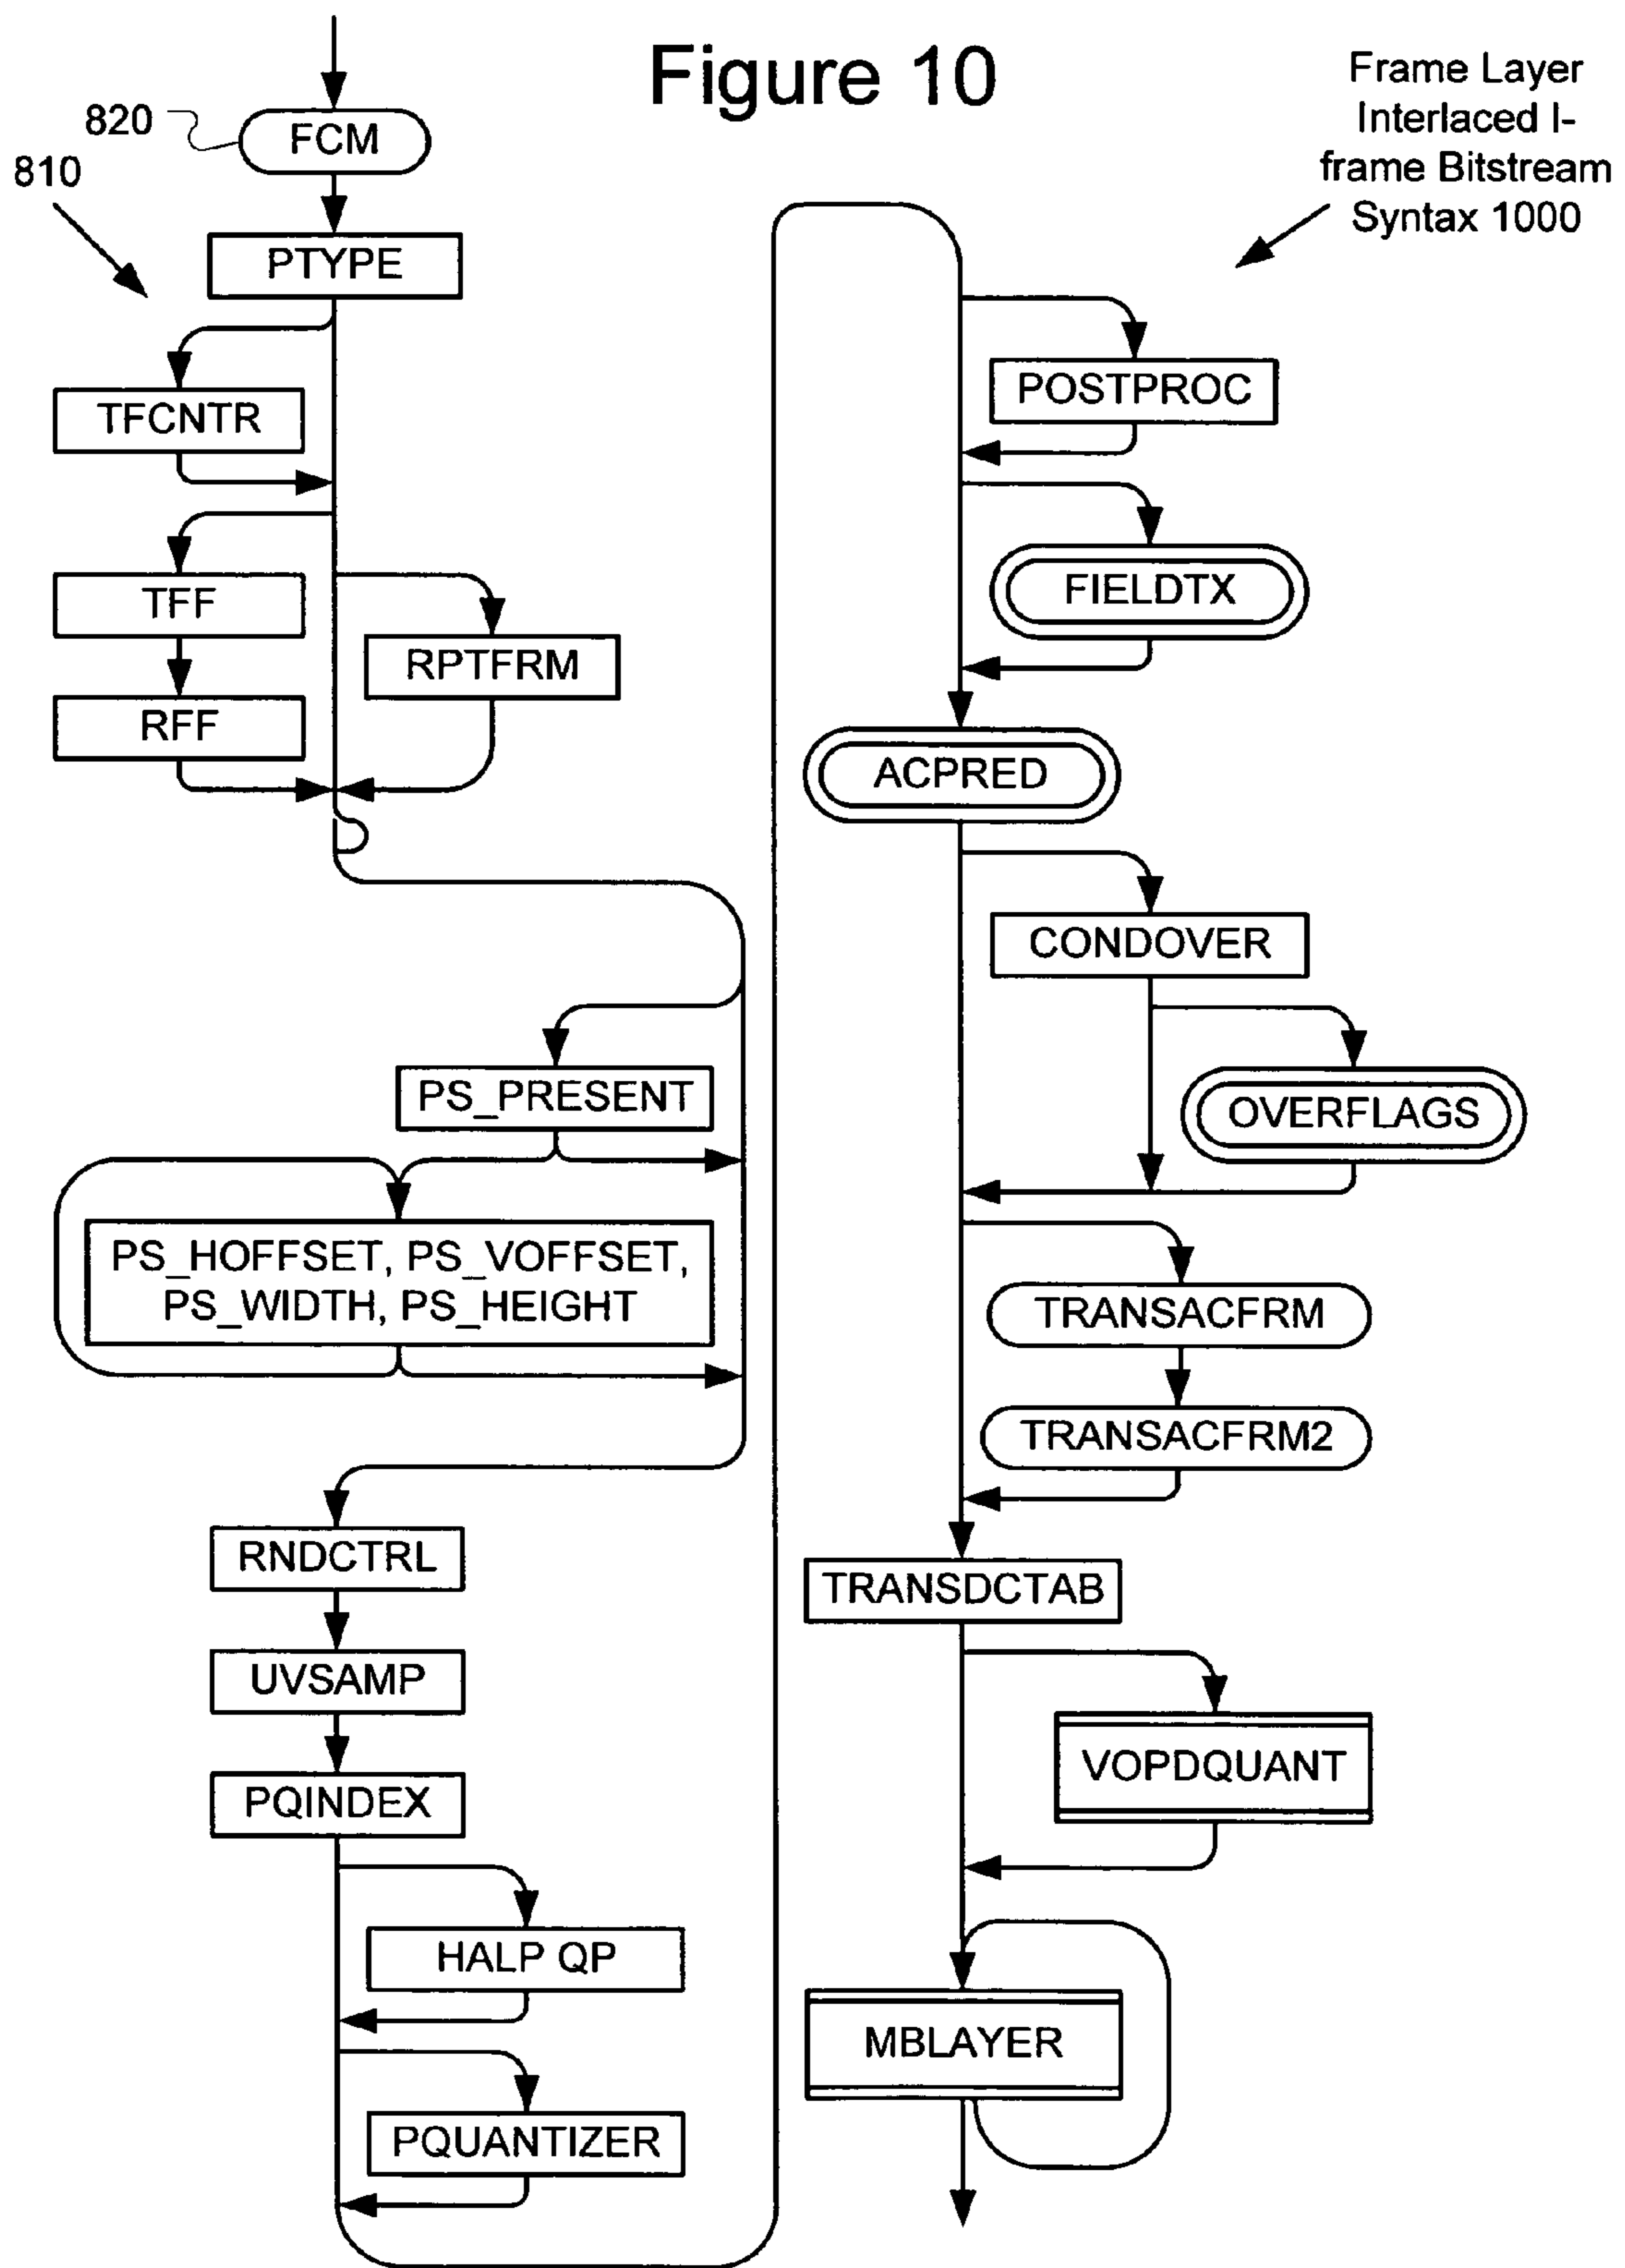 Figure 10
Frame Layer
Interlaced I-
frame Bitstream
Syntax 1000
820
FCM
810
PTYPE
TFCNTR
TFF
RPTFRM
RFF
PS_PRESENT
PS_HOFFSET, PS_VOFFSET,
PS_WIDTH, PS_HEIGHT
RNDCTRL
UVSAMP
PQINDEX
HALP QP
PQUANTIZER
POSTPROC
FIELDTX
ACPRED
CONDOVER
OVERFLAGS
TRANSACFRM
TRANSACFRM2
TRANSDCTAB
VOPDQUANT
MBLAYER